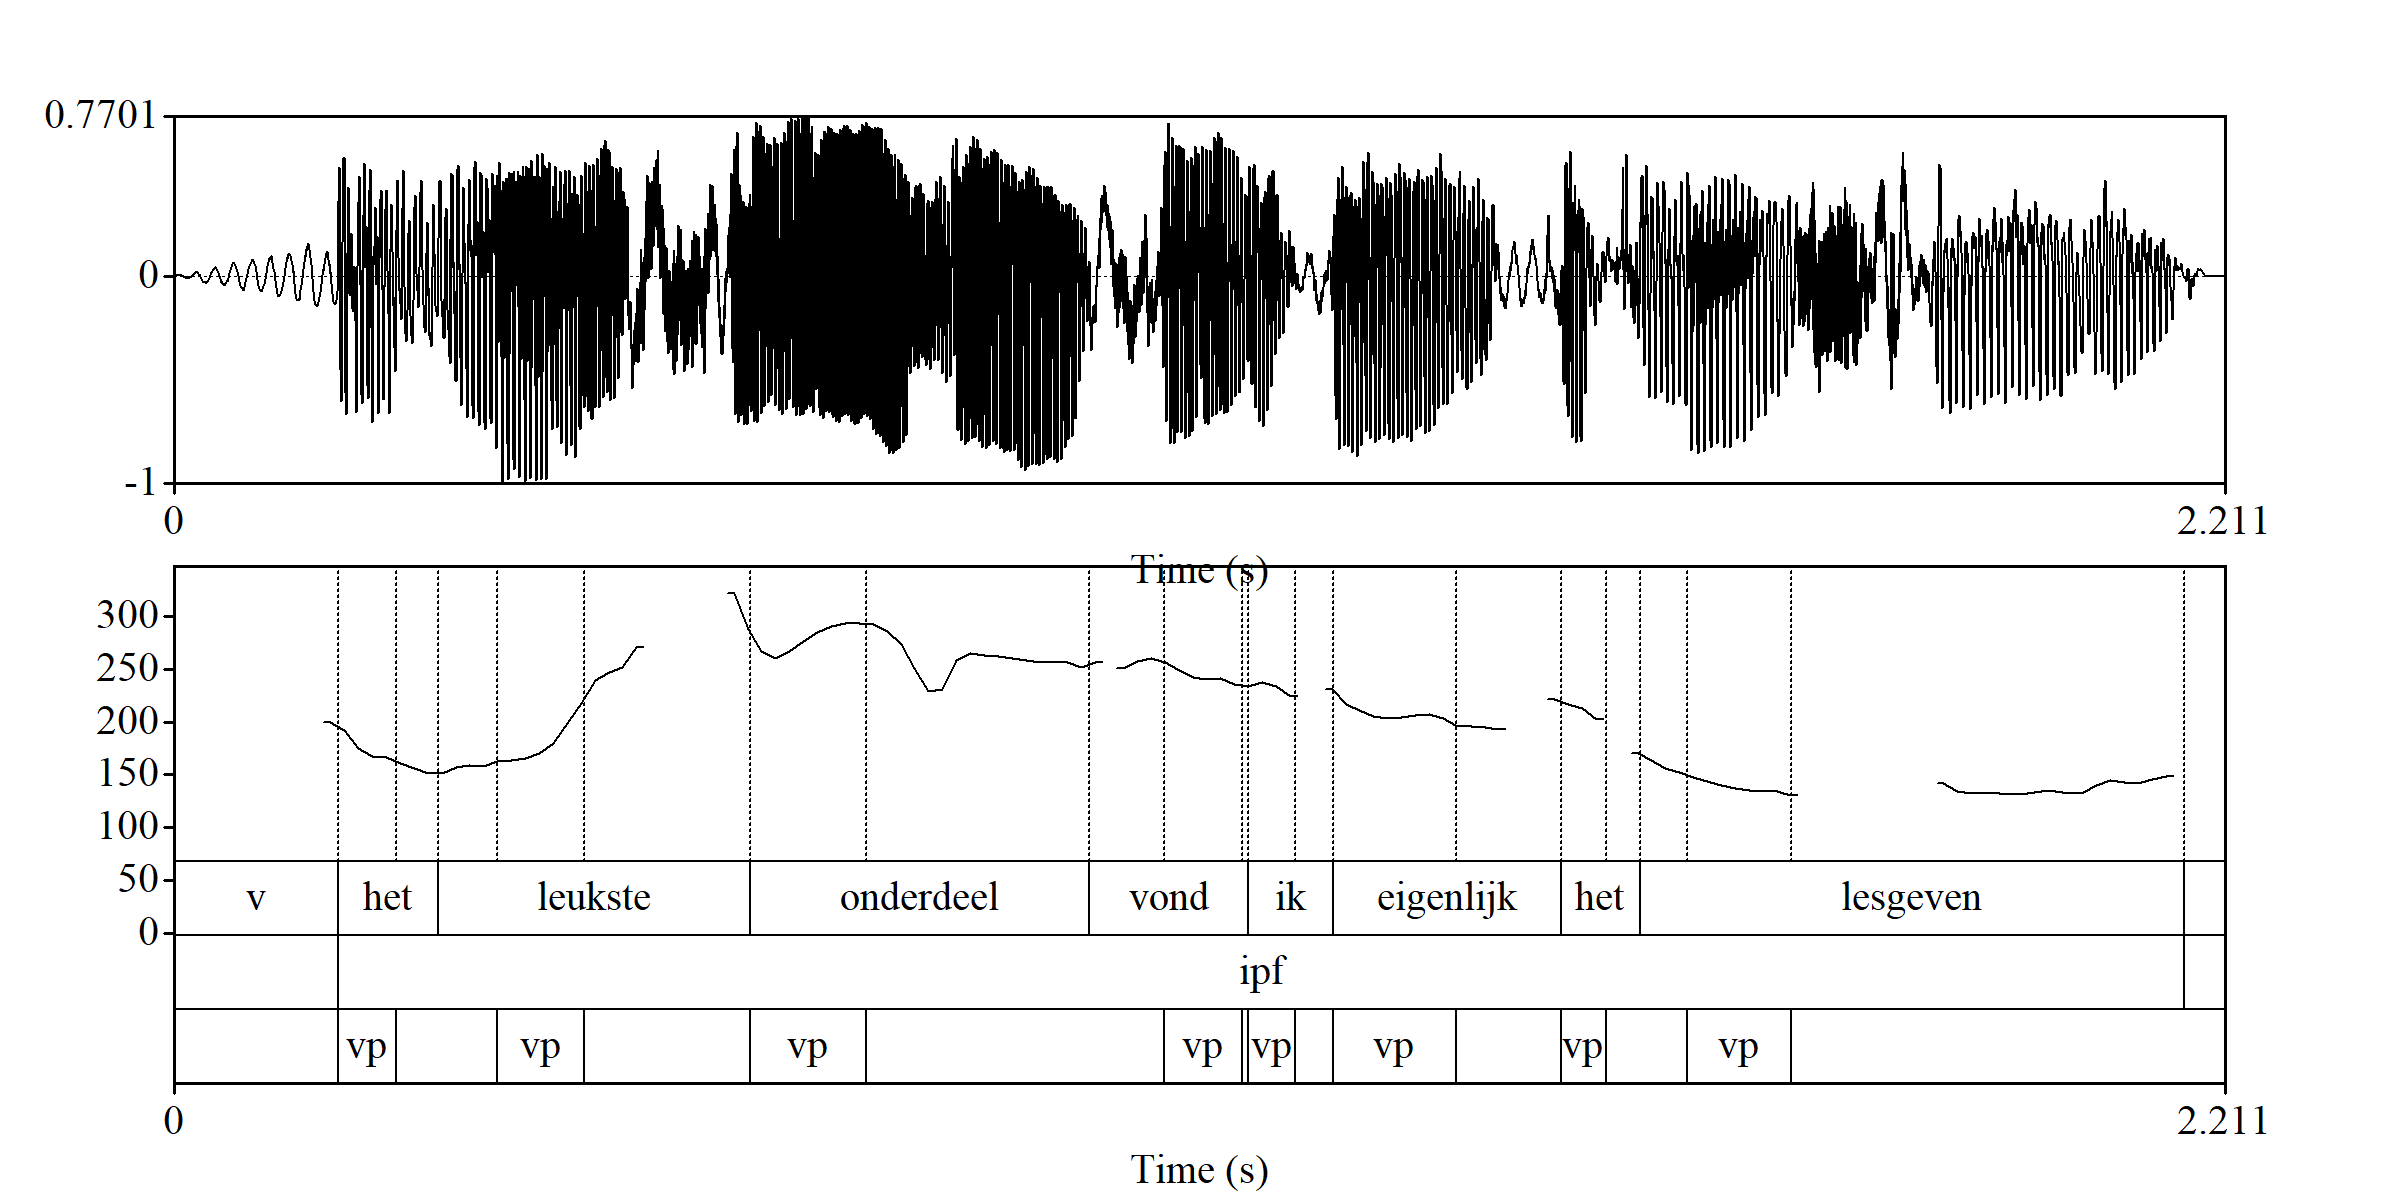 0.7701
0
-1
0 2.211
Time (s)
300
250
200
150
100
50
0
v het leukste onderdeel vond ik eigenlijk het lesgeven
ipf
vp vp vp vp vp vp vp vp
0 2.211
Time (s)